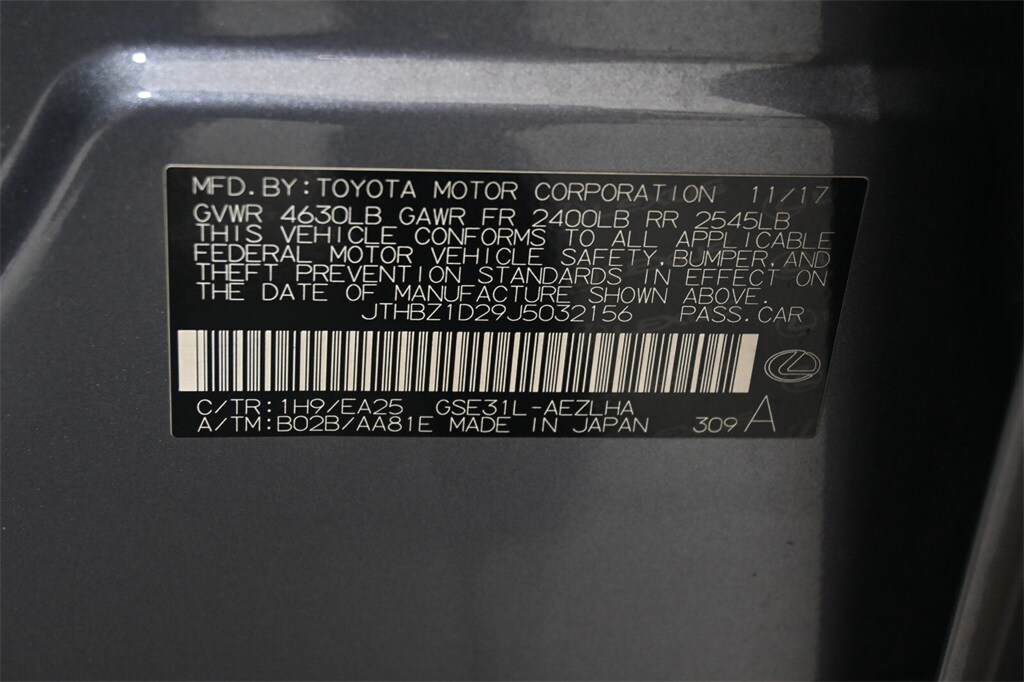 MFD.BY:TOYOTA MOTOR CORPORATION 11/17
GVWR 4630LB GAWR FR 2400LB RR 2545LB
THIS VEHICLE CONFORMS TO ALL APPLICABLE
FEDERAL MOTOR VEHICLE SAFETY,BUMPER,AND
THEFT PREVENTION STANDARDS IN EFFECT ON
THE DATE OF MANUFACTURE SHOWN ABOVE.
JTHBZ1D29J5032156 PASS.CAR
C/TR:1H9/EA25 GSE31L-AEZLHA
A/TM:B02B/AA81E MADE IN JAPAN 309 A